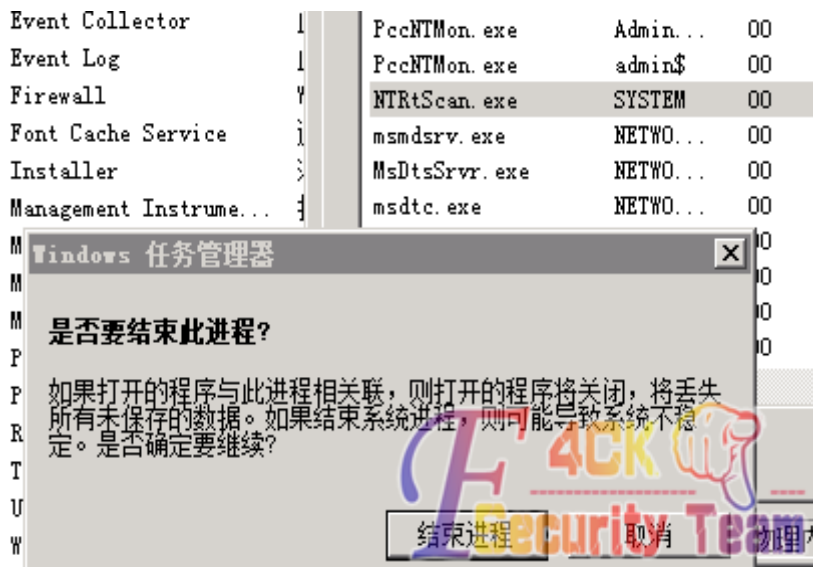 Event Collector
Event Log
Firewall
Font Cache Service
Installer
Management Instrume...
M
M
M
P
P
R
T
U
W
PccNTMon.exe Admin... 00
PccNTMon.exe admin$ 00
NTRtScan.exe SYSTEM 00
msmdsrv.exe NETWO... 00
MsDtsSrvr.exe NETWO... 00
msdtc.exe NETWO... 00
Windows 任务管理器
是否要结束此进程?
如果打开的程序与此进程相关联，则打开的程序将关闭，将丢失
所有未保存的数据。如果结束系统进程，则可能导致系统不稳
定。是否确定要继续?
结束进程 取消
物理
F4CK
Security Team